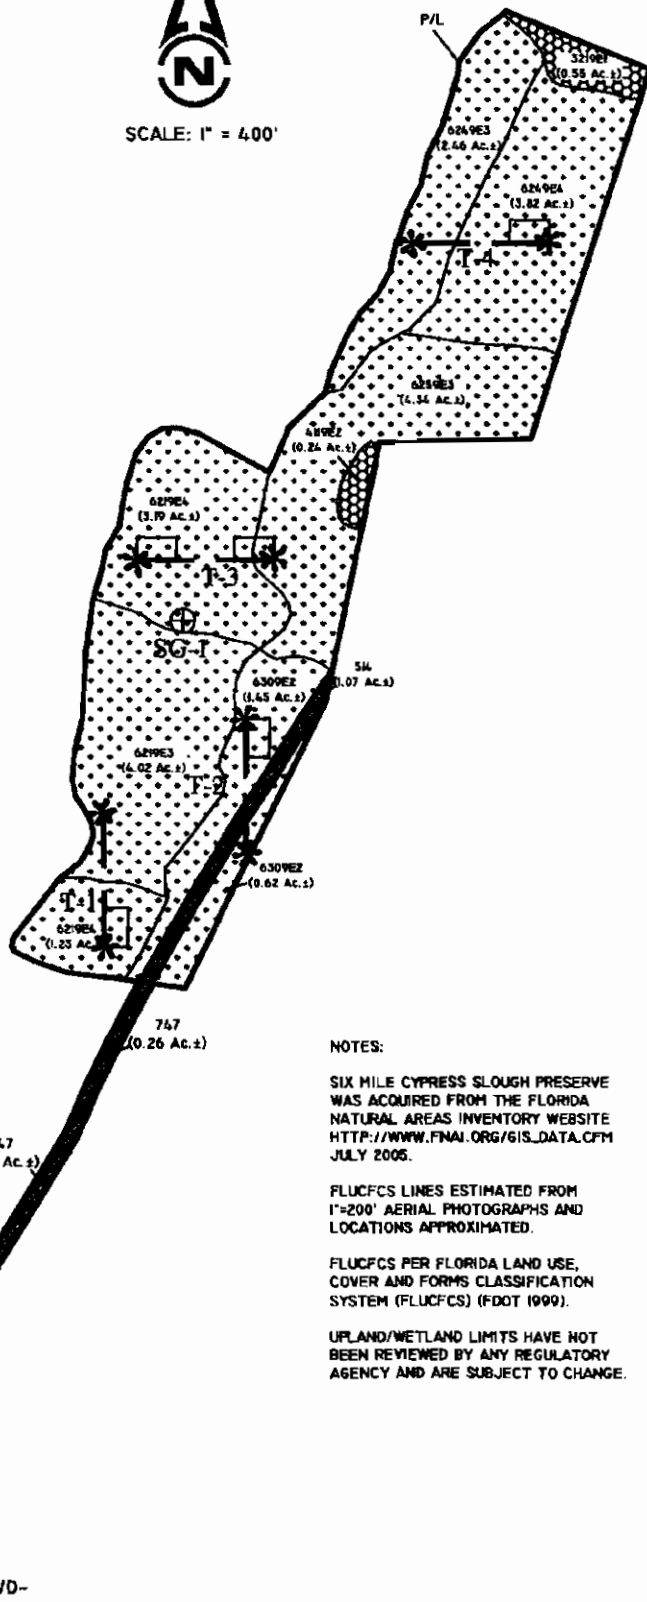 P/L
3219E1
(0.55 Ac.±)
N
SCALE: 1" = 400'
6249E3
(2.46 Ac.±)
6249E4
(3.82 Ac.±)
T-4
6259E3
(4.34 Ac.±)
4119E2
(0.24 Ac.±)
6219E4
(3.19 Ac.±)
T-3
SG-1
514
(1.07 Ac.±)
6309E2
(1.45 Ac.±)
6219E3
(4.02 Ac.±)
T-2
6309E2
(0.62 Ac.±)
T-1
6219E4
(1.23 Ac
747
(0.26 Ac.±)
47
Ac.±)
NOTES:
SIX MILE CYPRESS SLOUGH PRESERVE
WAS ACQUIRED FROM THE FLORIDA
NATURAL AREAS INVENTORY WEBSITE
HTTP://WWW.FNAI.ORG/GIS_DATA.CFM
JULY 2005.
FLUCFCS LINES ESTIMATED FROM
1"=200' AERIAL PHOTOGRAPHS AND
LOCATIONS APPROXIMATED.
FLUCFCS PER FLORIDA LAND USE,
COVER AND FORMS CLASSIFICATION
SYSTEM (FLUCFCS) (FDOT 1999).
UPLAND/WETLAND LIMITS HAVE NOT
BEEN REVIEWED BY ANY REGULATORY
AGENCY AND ARE SUBJECT TO CHANGE.